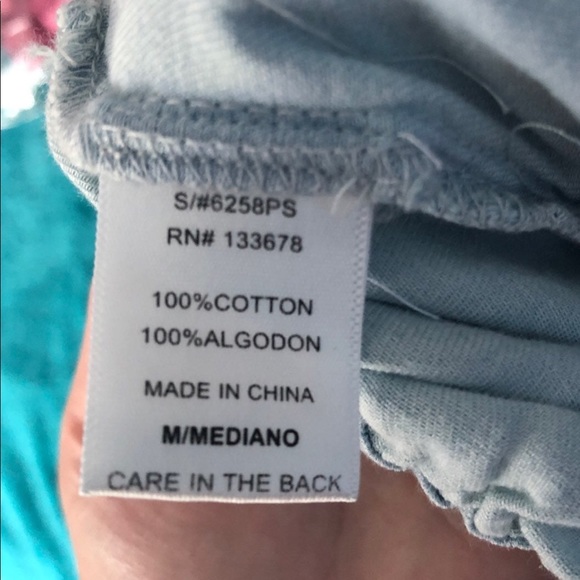 S/#6258PS
RN# 133678
100%COTTON
100%ALGODON
MADE IN CHINA
M/MEDIANO
CARE IN THE BACK